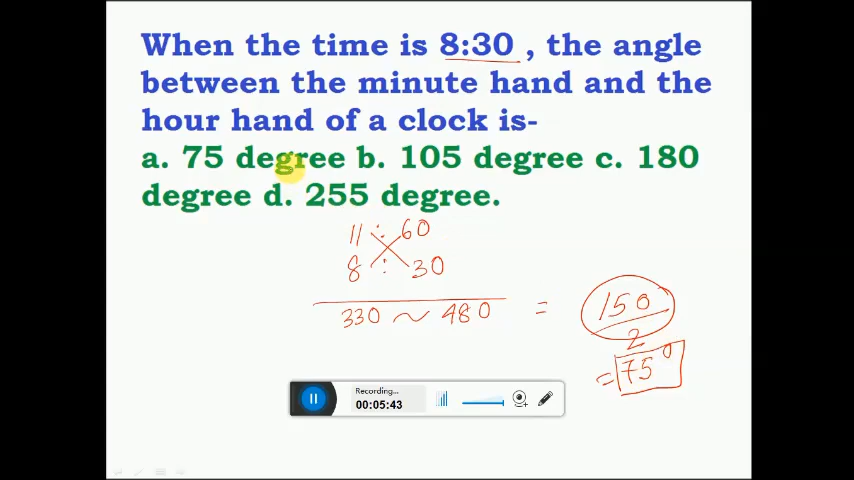 When the time is 8:30 , the angle
between the minute hand and the
hour hand of a clock is-
a. 75 degree b. 105 degree c. 180
degree d. 255 degree.
11 : 60
8 : 30
330 ~ 480 = 150
2
= 75°
Recording...
00:05:43